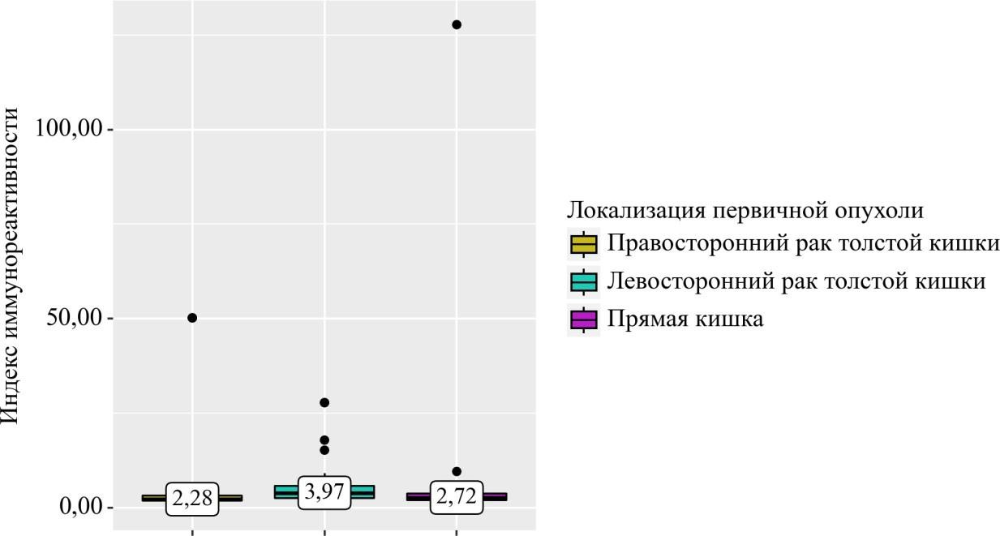 Индекс иммунореактивности
100,00
50,00
0,00
2,28
3,97
2,72
Локализация первичной опухоли
Правосторонний рак толстой кишки
Левосторонний рак толстой кишки
Прямая кишка